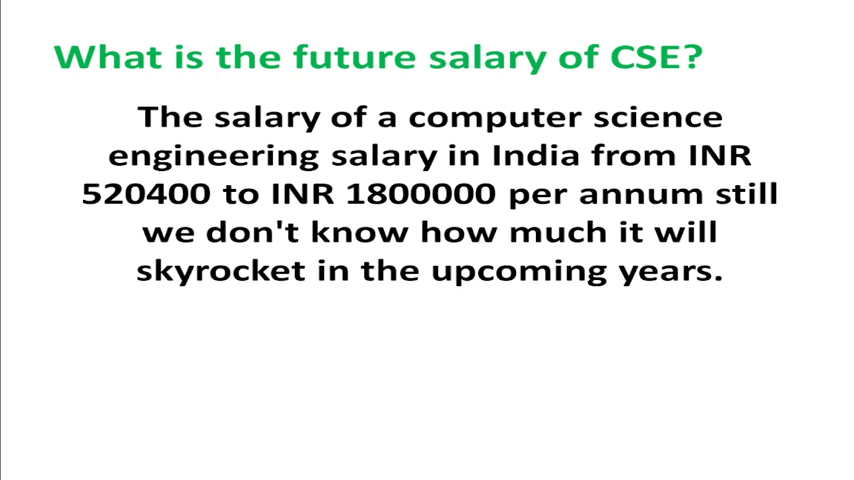 What is the future salary of CSE?
The salary of a computer science
engineering salary in India from INR
520400 to INR 1800000 per annum still
we don't know how much it will
skyrocket in the upcoming years.